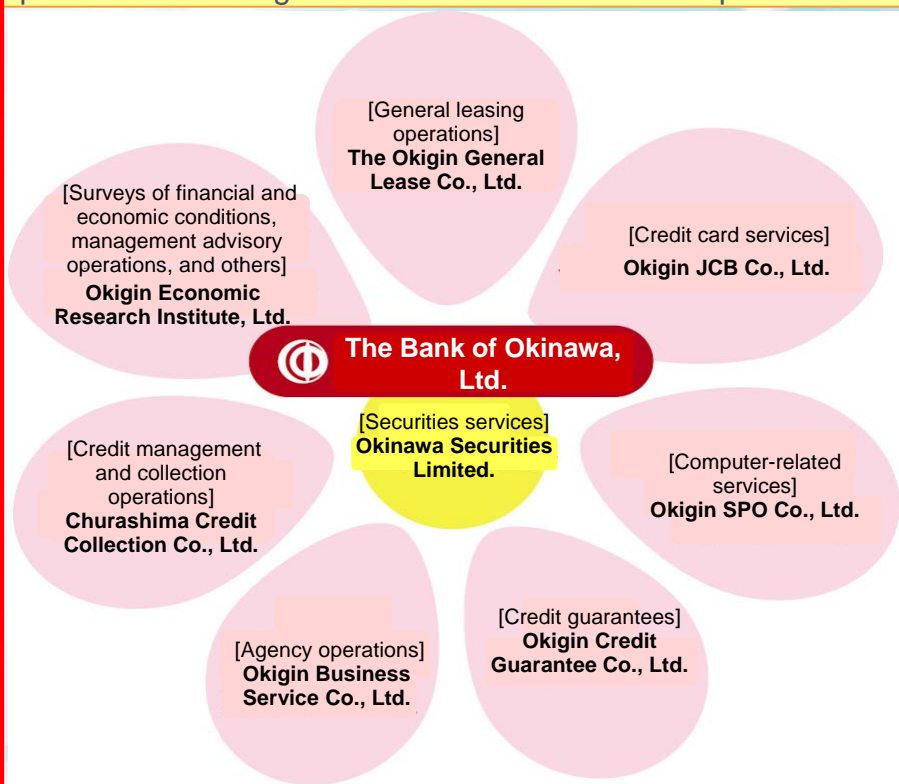 [General leasing
operations]
The Okigin General
Lease Co., Ltd.
[Surveys of financial and
economic conditions,
management advisory
operations, and others]
Okigin Economic
Research Institute, Ltd.
[Credit card services]
Okigin JCB Co., Ltd.
The Bank of Okinawa,
Ltd.
[Securities services]
Okinawa Securities
Limited.
[Credit management
and collection
operations]
Churashima Credit
Collection Co., Ltd.
[Computer-related
services]
Okigin SPO Co., Ltd.
[Agency operations]
Okigin Business
Service Co., Ltd.
[Credit guarantees]
Okigin Credit
Guarantee Co., Ltd.